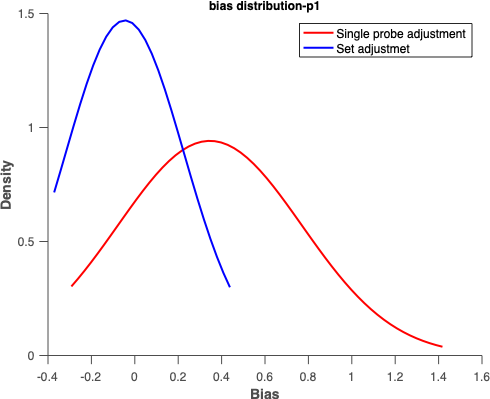 bias distribution-p1
Single probe adjustment
Set adjustmet
1.5
1
0.5
0
Density
-0.4 -0.2 0 0.2 0.4 0.6 0.8 1 1.2 1.4 1.6
Bias